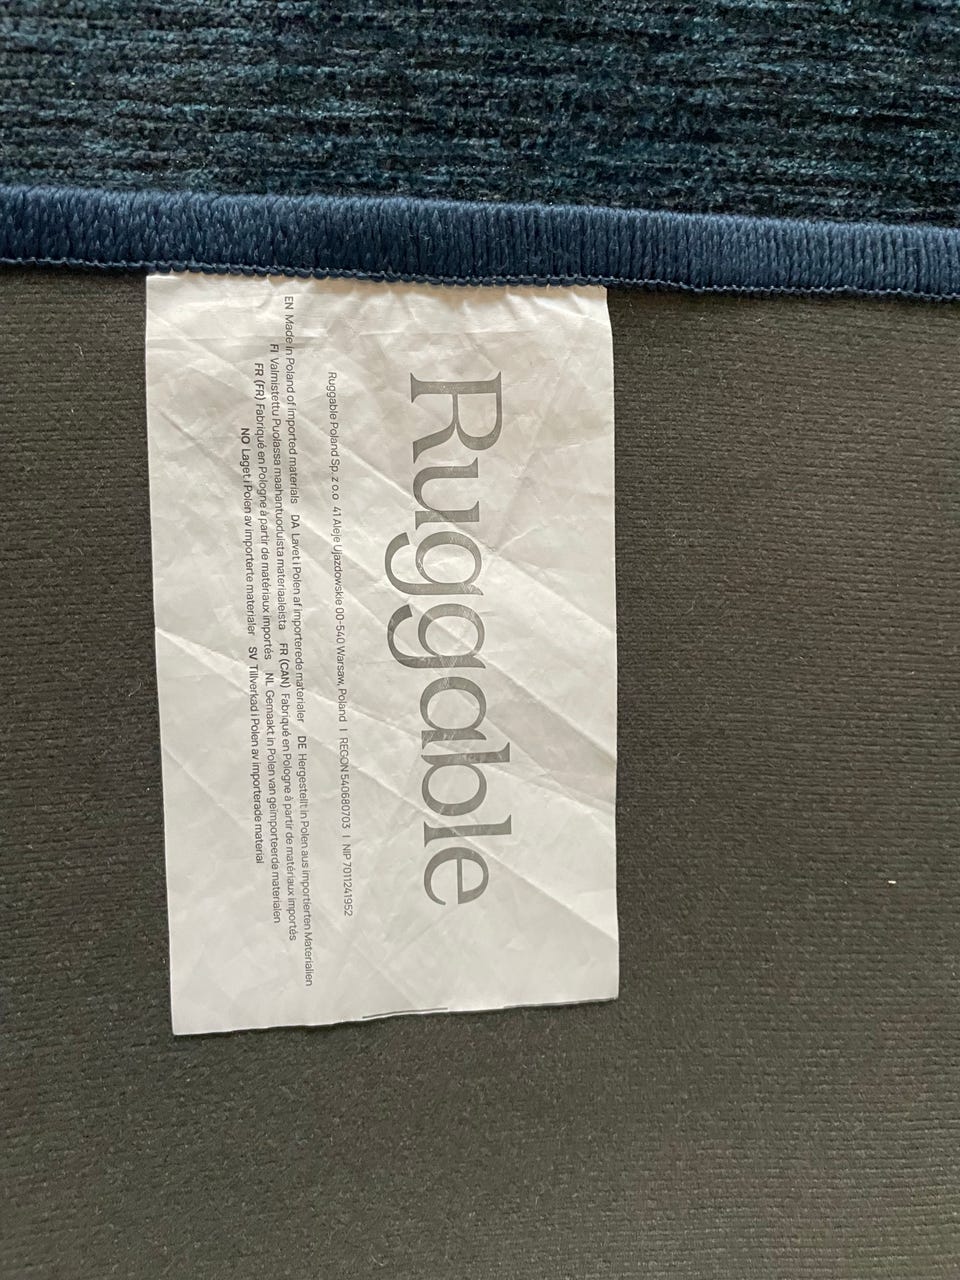 Ruggable
Ruggable Poland Sp. z o.o 41 Aleje Ujazdowskie 00-540 Warsaw, Poland | REGON 540680703 | NIP 7011241952
EN Made in Poland of imported materials DA Lavet i Polen af importerede materialer DE Hergestellt in Polen aus importierten Materialien
FI Valmistettu Puolassa maahantuoduista materiaaleista FR (CAN) Fabriqué en Pologne à partir de matériaux importés
FR (FR) Fabriqué en Pologne à partir de matériaux importés NL Gemaakt in Polen van geïmporteerde materialen
NO Laget i Polen av importerte materialer SV Tillverkad i Polen av importerade material